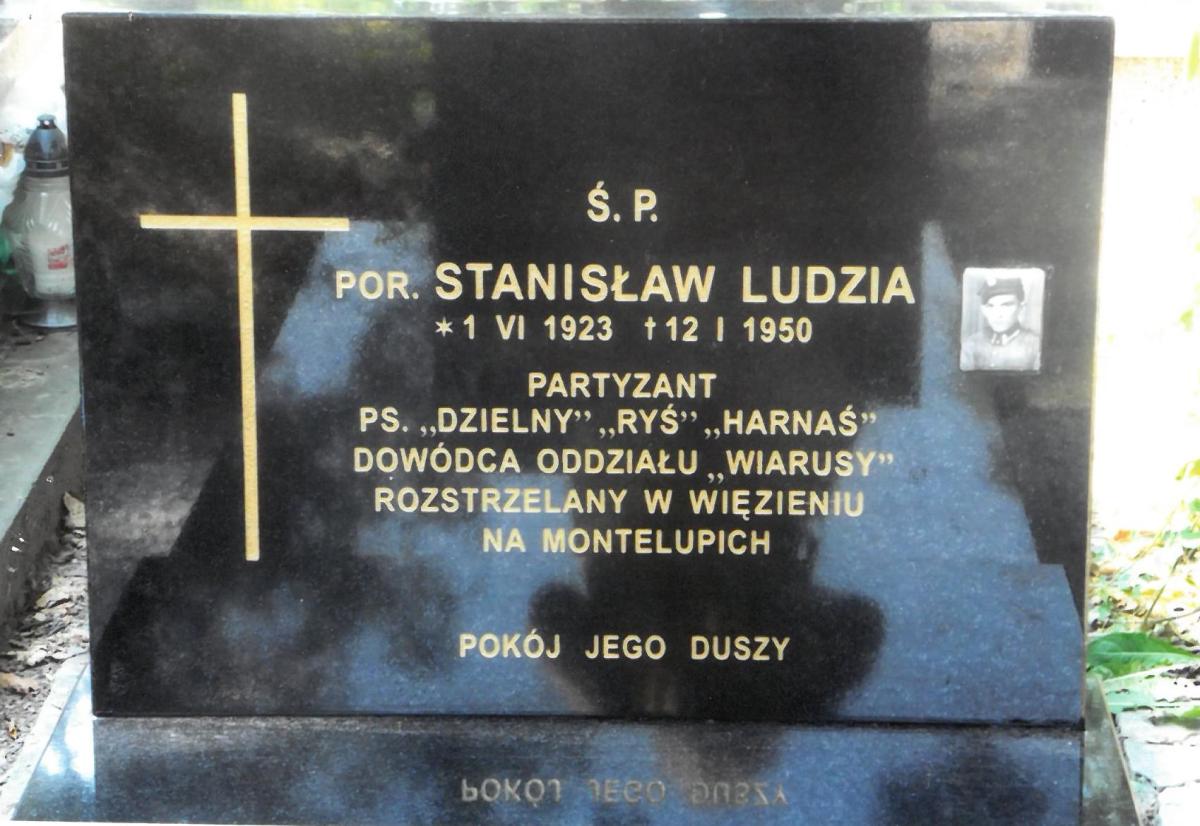 Ś. P.
POR. STANISŁAW LUDZIA
* 1 VI 1923 † 12 I 1950
PARTYZANT
PS. „DZIELNY” „RYŚ” „HARNAŚ”
DOWÓDCA ODDZIAŁU „WIARUSY”
ROZSTRZELANY W WIĘZIENIU
NA MONTELUPICH
POKÓJ JEGO DUSZY